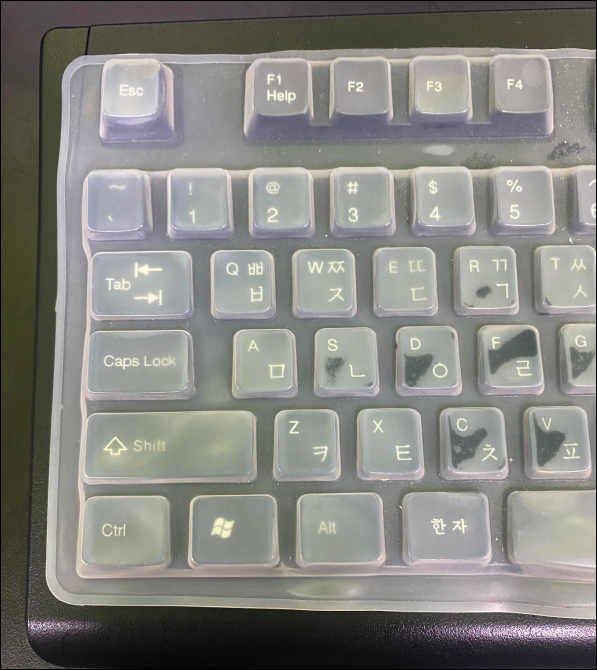 Esc F1 F2 F3 F4
Help
~ ! @ # $ %
` 1 2 3 4 5
Tab Q ㅃ W ㅉ E ㄸ R ㄲ T ㅆ
ㅂ ㅈ ㄷ ㄱ ㅅ
Caps Lock A S D F G
ㅁ ㄴ ㅇ ㄹ
Shift Z X C V
ㅋ ㅌ ㅊ ㅍ
Ctrl Alt 한자